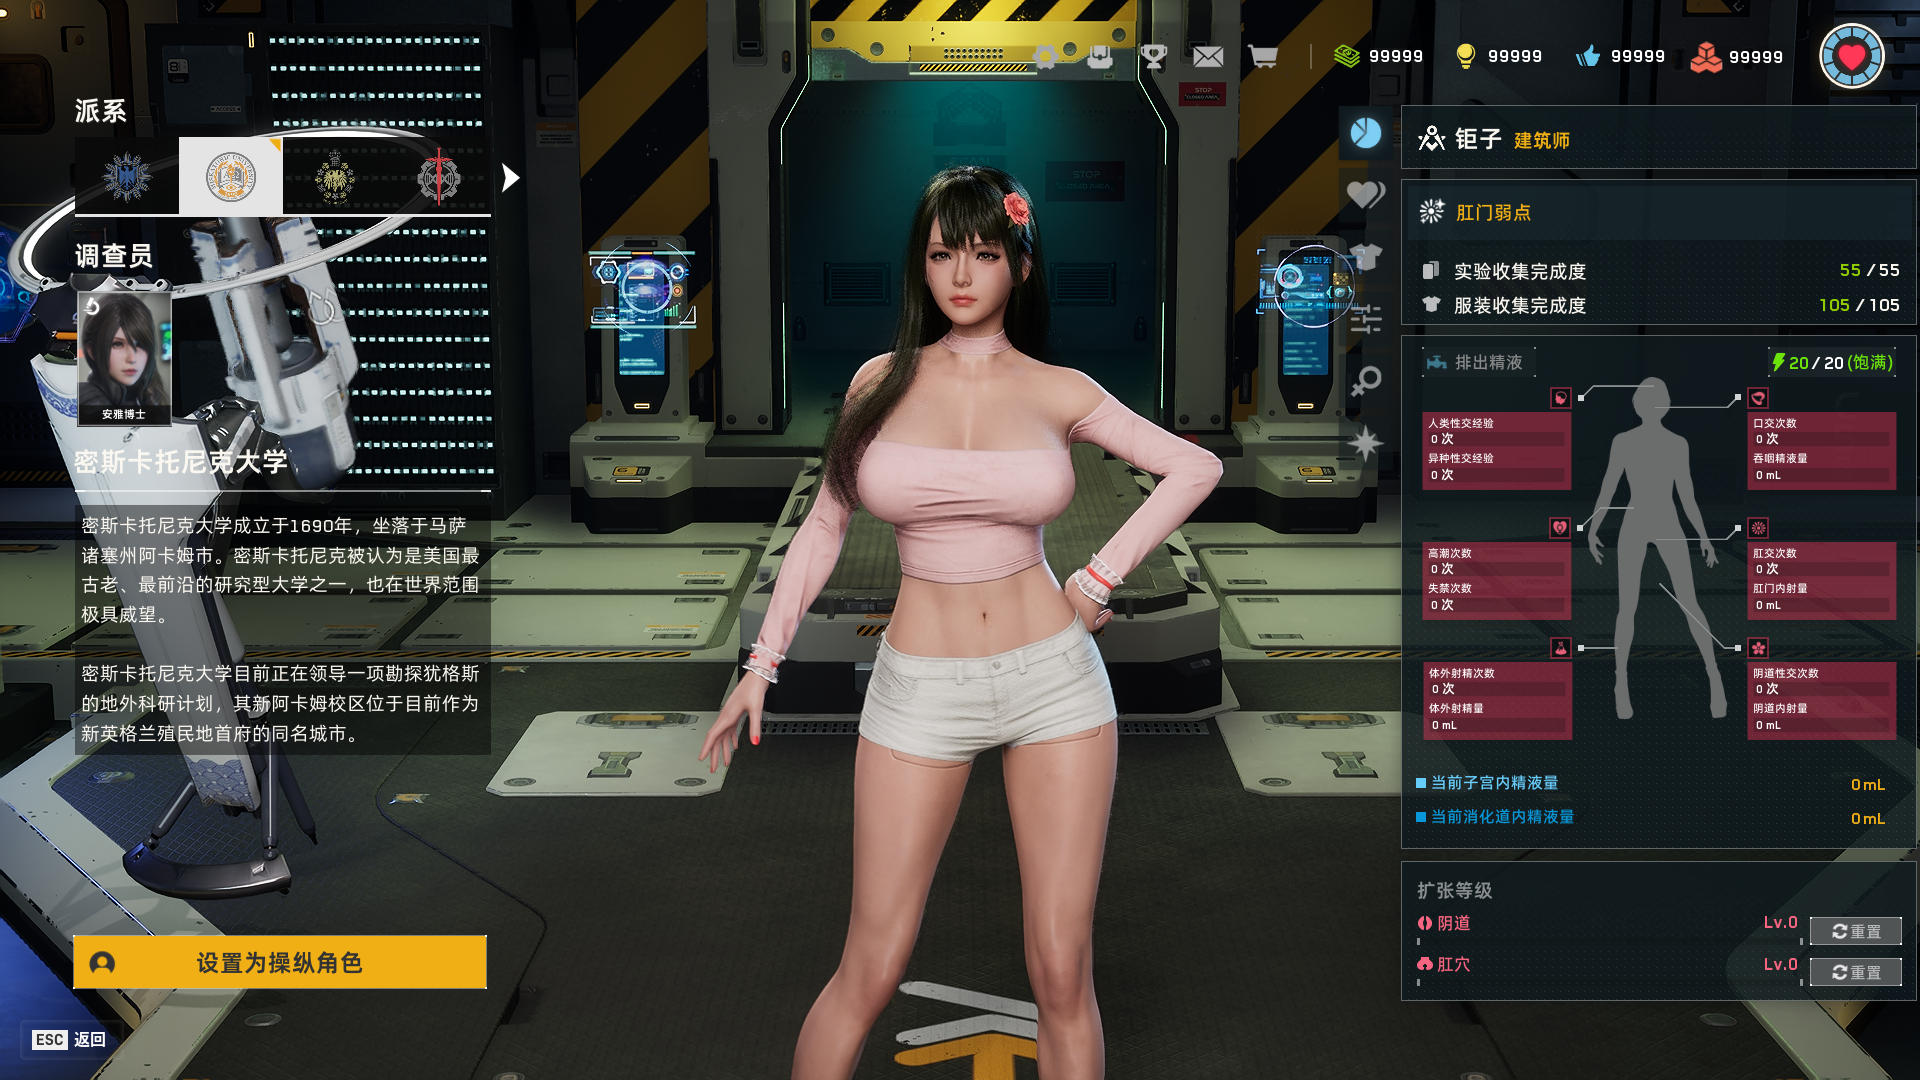 99999
99999
99999
99999
派系
调查员
安雅博士
密斯卡托尼克大学
密斯卡托尼克大学成立于1690年，坐落于马萨
诸塞州阿卡姆市。密斯卡托尼克被认为是美国最
古老、最前沿的研究型大学之一，也在世界范围
极具威望。
密斯卡托尼克大学目前正在领导一项勘探犹格斯
的地外科研计划，其新阿卡姆校区位于目前作为
新英格兰殖民地首府的同名城市。
设置为操纵角色
ESC 返回
STOP
STOP
钜子 建筑师
肛门弱点
实验收集完成度 55 / 55
服装收集完成度 105 / 105
排出精液
20 / 20 (饱满)
人类性交经验
0 次
异种性交经验
0 次
口交次数
0 次
吞咽精液量
0 mL
高潮次数
0 次
失禁次数
0 次
肛交次数
0 次
肛门内射量
0 mL
体外射精次数
0 次
体外射精量
0 mL
阴道性交次数
0 次
阴道内射量
0 mL
当前子宫内精液量 0 mL
当前消化道内精液量 0 mL
扩张等级
阴道 Lv.0 重置
肛穴 Lv.0 重置